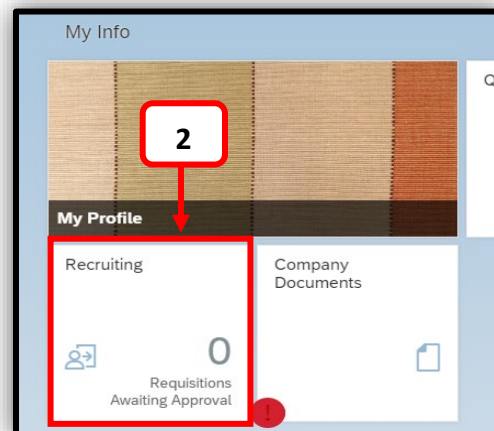 My Info
Q
2
My Profile
Recruiting
Company
Documents
0
Requisitions
Awaiting Approval
!